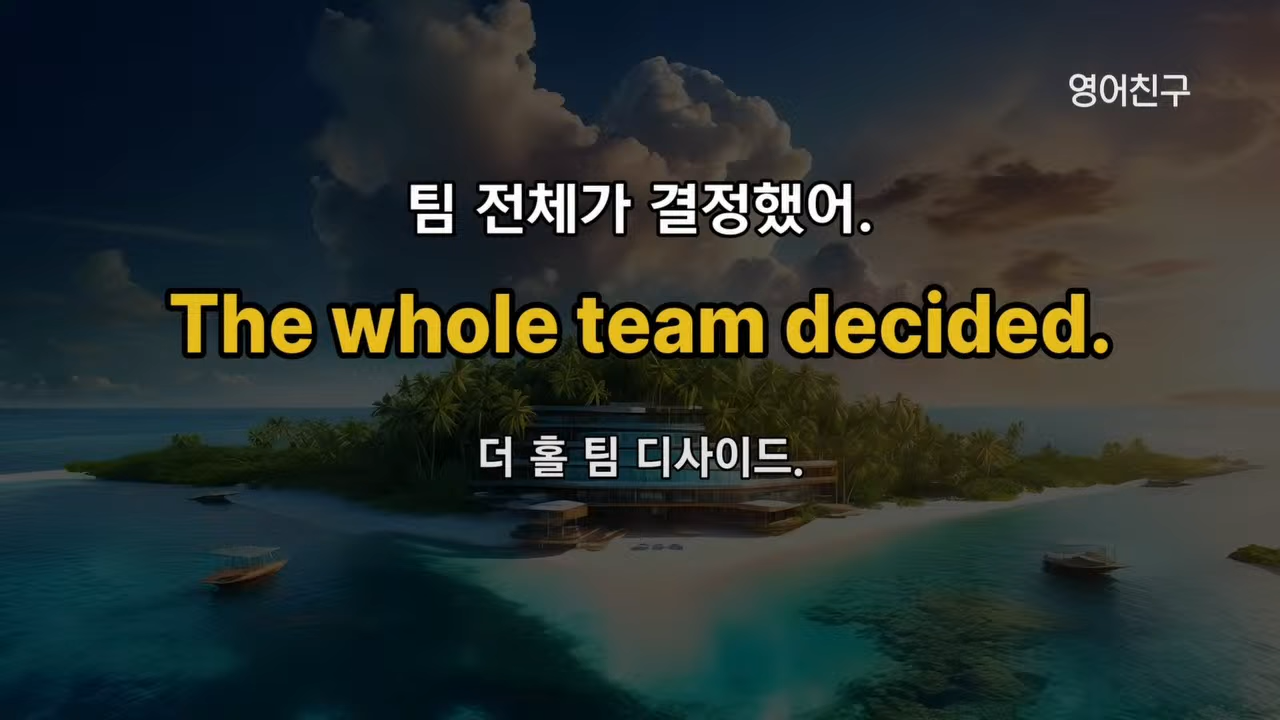 영어친구
팀 전체가 결정했어.
The whole team decided.
더 홀 팀 디사이드.